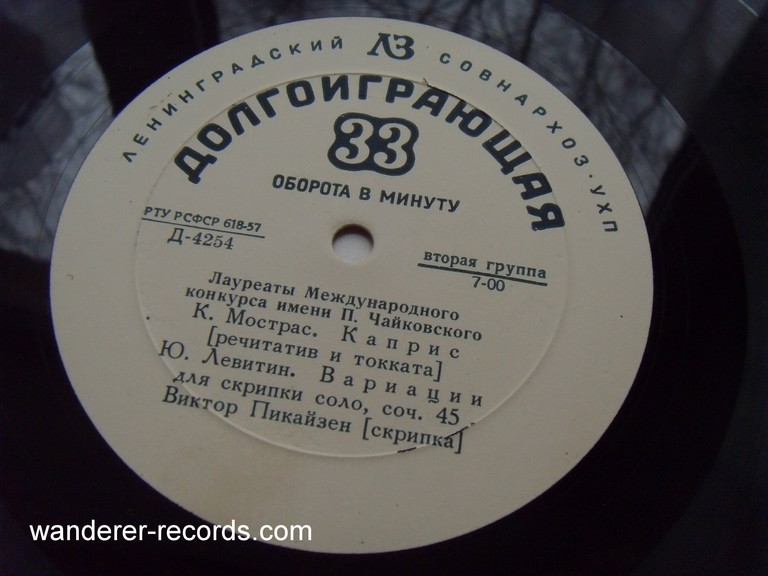 ЛЕНИНГРАДСКИЙ ЛЗ СОВНАРХОЗ · УХП
ДОЛГОИГРАЮЩАЯ
33
ОБОРОТА В МИНУТУ
РТУ РСФСР 618-57
Д-4254
вторая группа
7-00
Лауреаты Международного
конкурса имени П. Чайковского
К. Мострас. Каприс
[речитатив и токката]
Ю. Левитин. Вариации
для скрипки соло, соч. 45
Виктор Пикайзен [скрипка]
wanderer-records.com